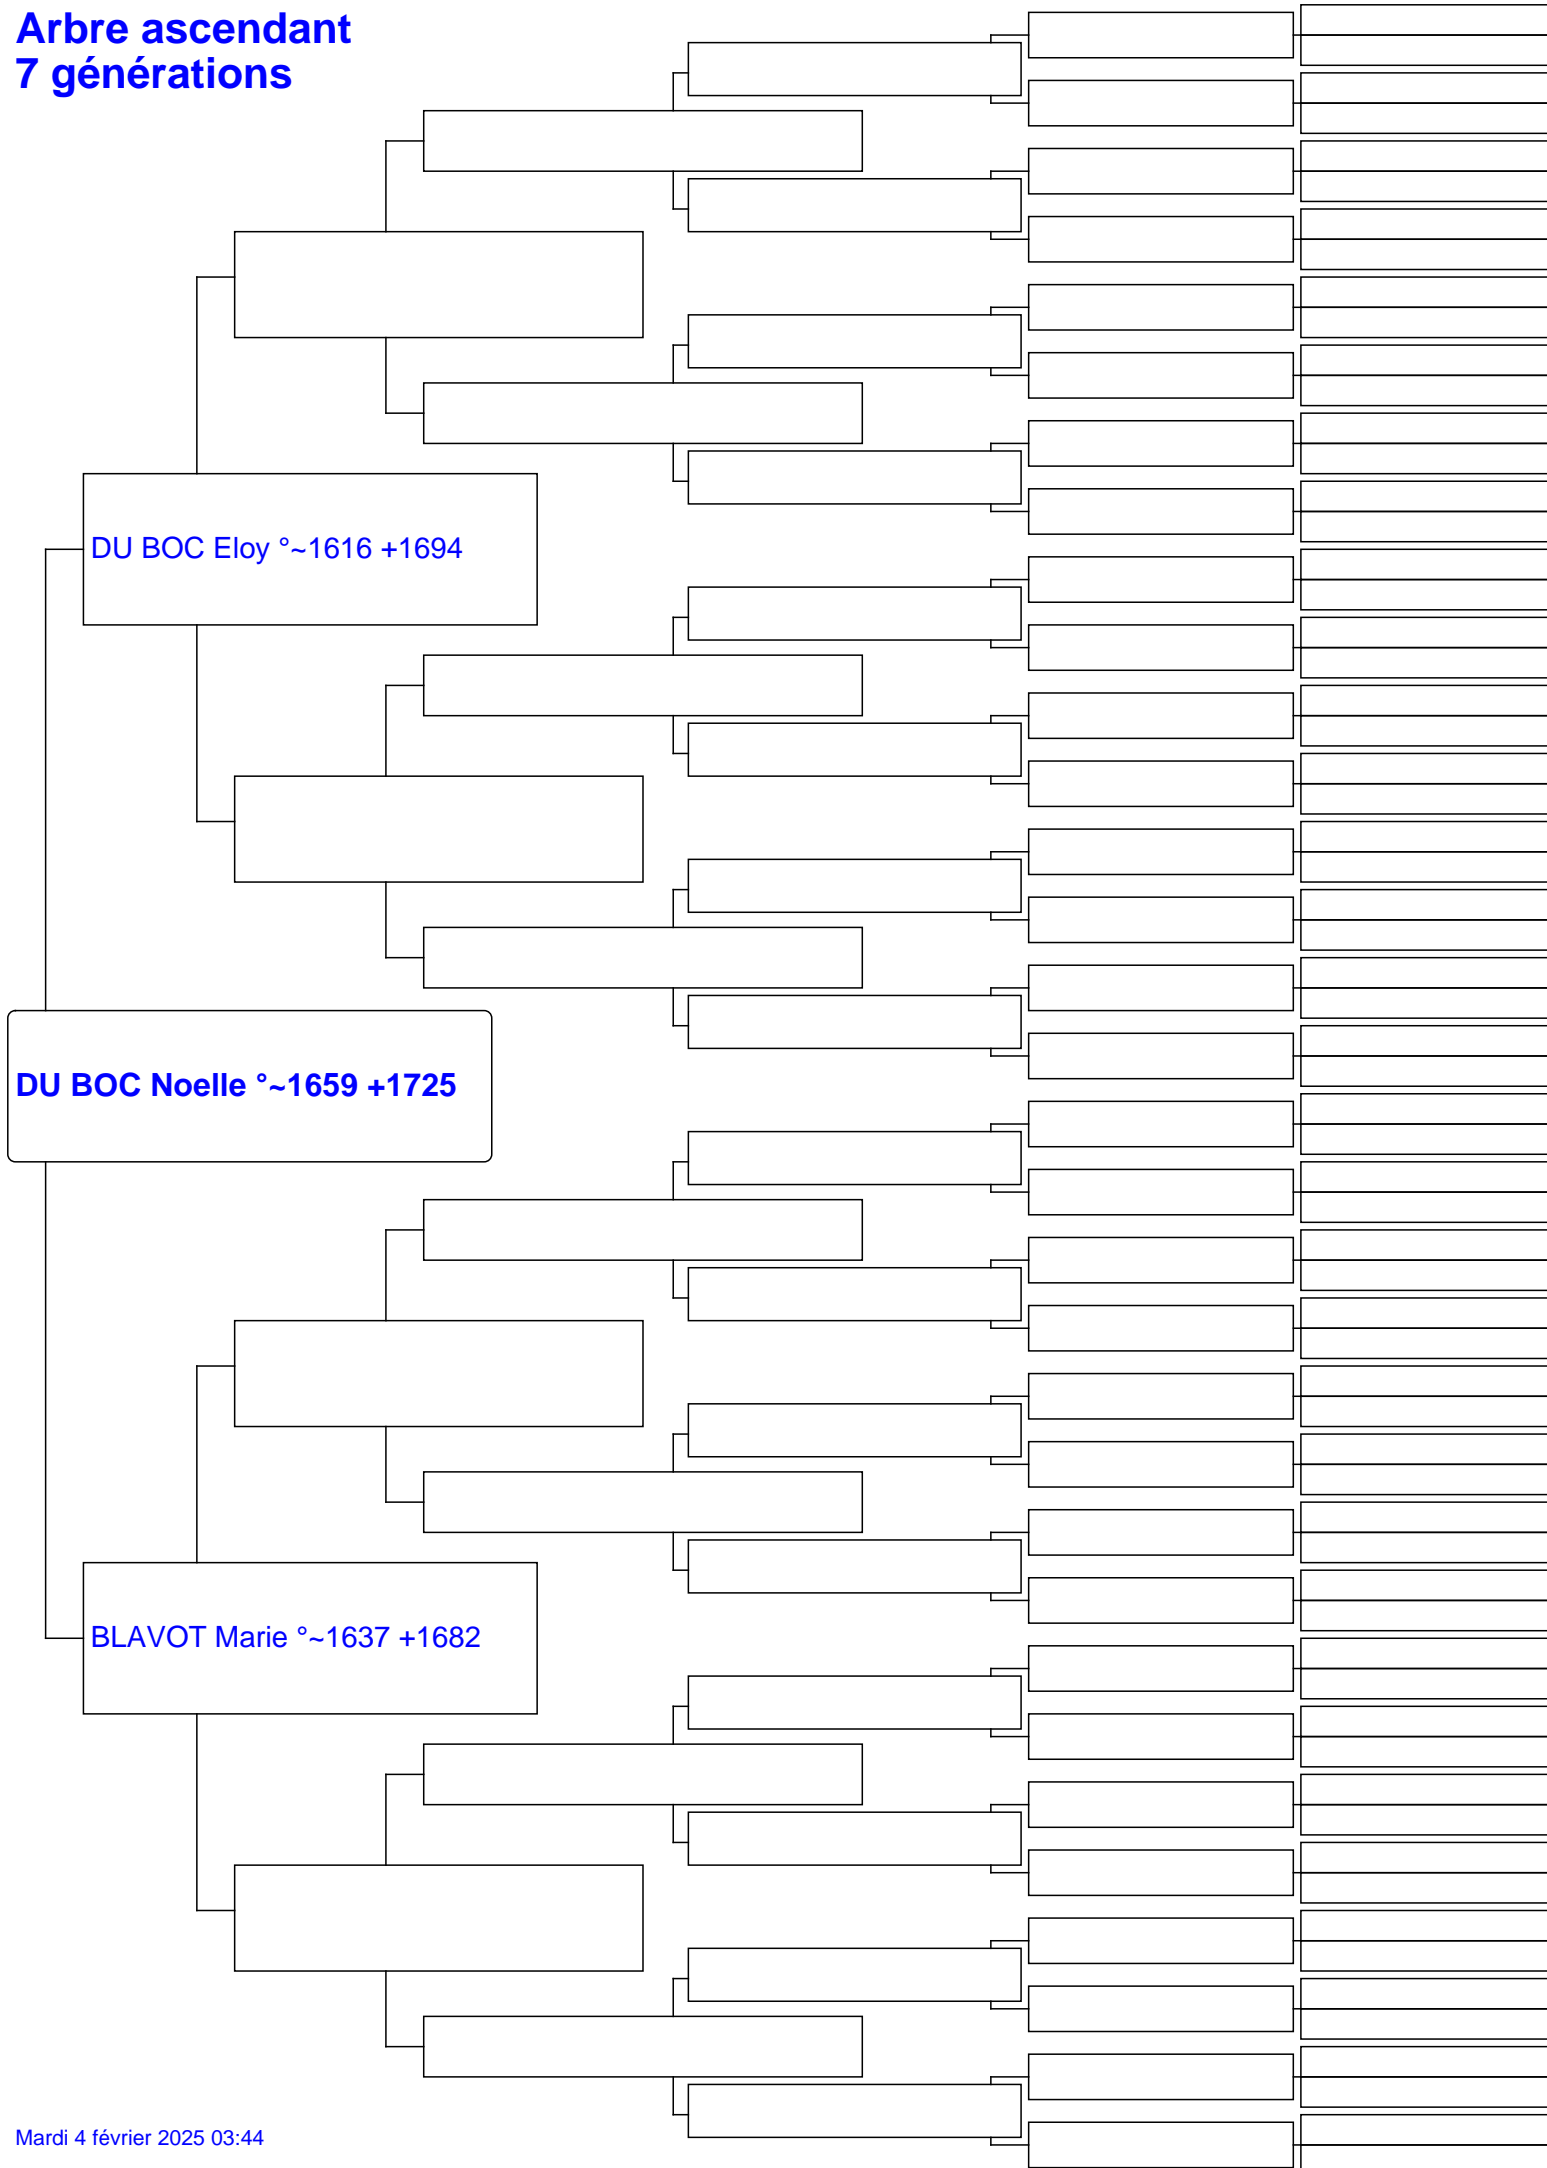 Arbre ascendant
7 générations
DU BOC Eloy °~1616 +1694
DU BOC Noelle °~1659 +1725
BLAVOT Marie °~1637 +1682
Mardi 4 février 2025 03:44